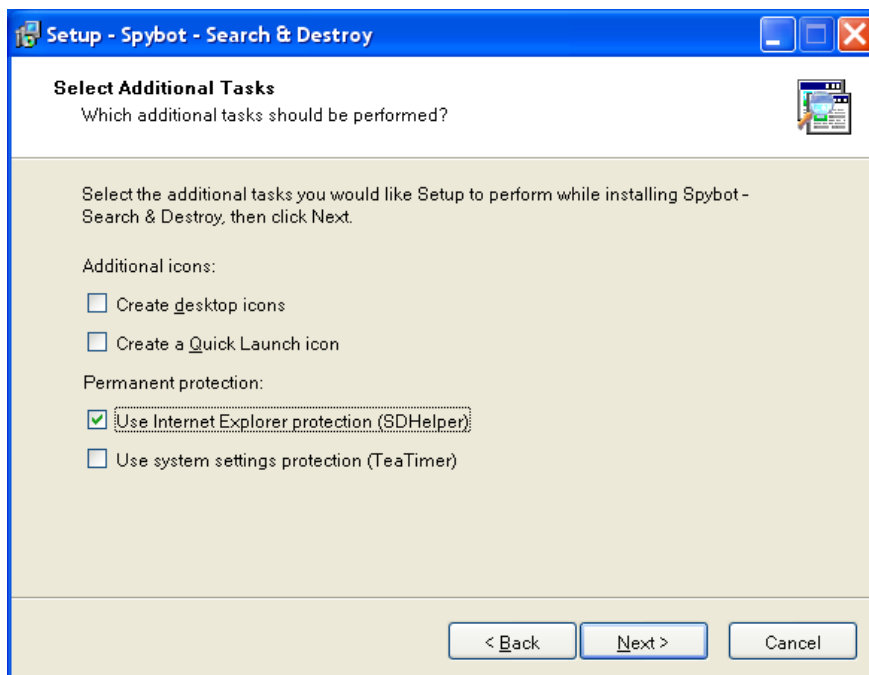 Setup - Spybot - Search & Destroy
Select Additional Tasks
Which additional tasks should be performed?
Select the additional tasks you would like Setup to perform while installing Spybot -
Search & Destroy, then click Next.
Additional icons:
Create desktop icons
Create a Quick Launch icon
Permanent protection:
Use Internet Explorer protection (SDHelper)
Use system settings protection (TeaTimer)
< Back Next > Cancel